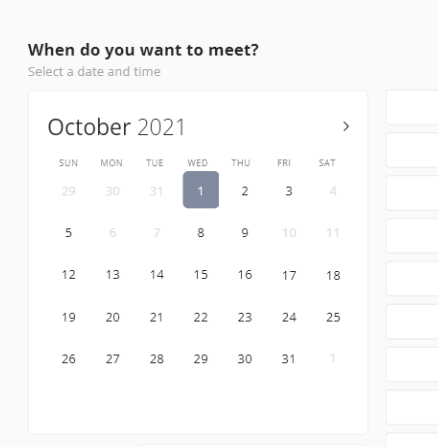 When do you want to meet?
Select a date and time
October 2021
SUN MON TUE WED THU FRI SAT
29 30 31 1 2 3 4
5 6 7 8 9 10 11
12 13 14 15 16 17 18
19 20 21 22 23 24 25
26 27 28 29 30 31 1